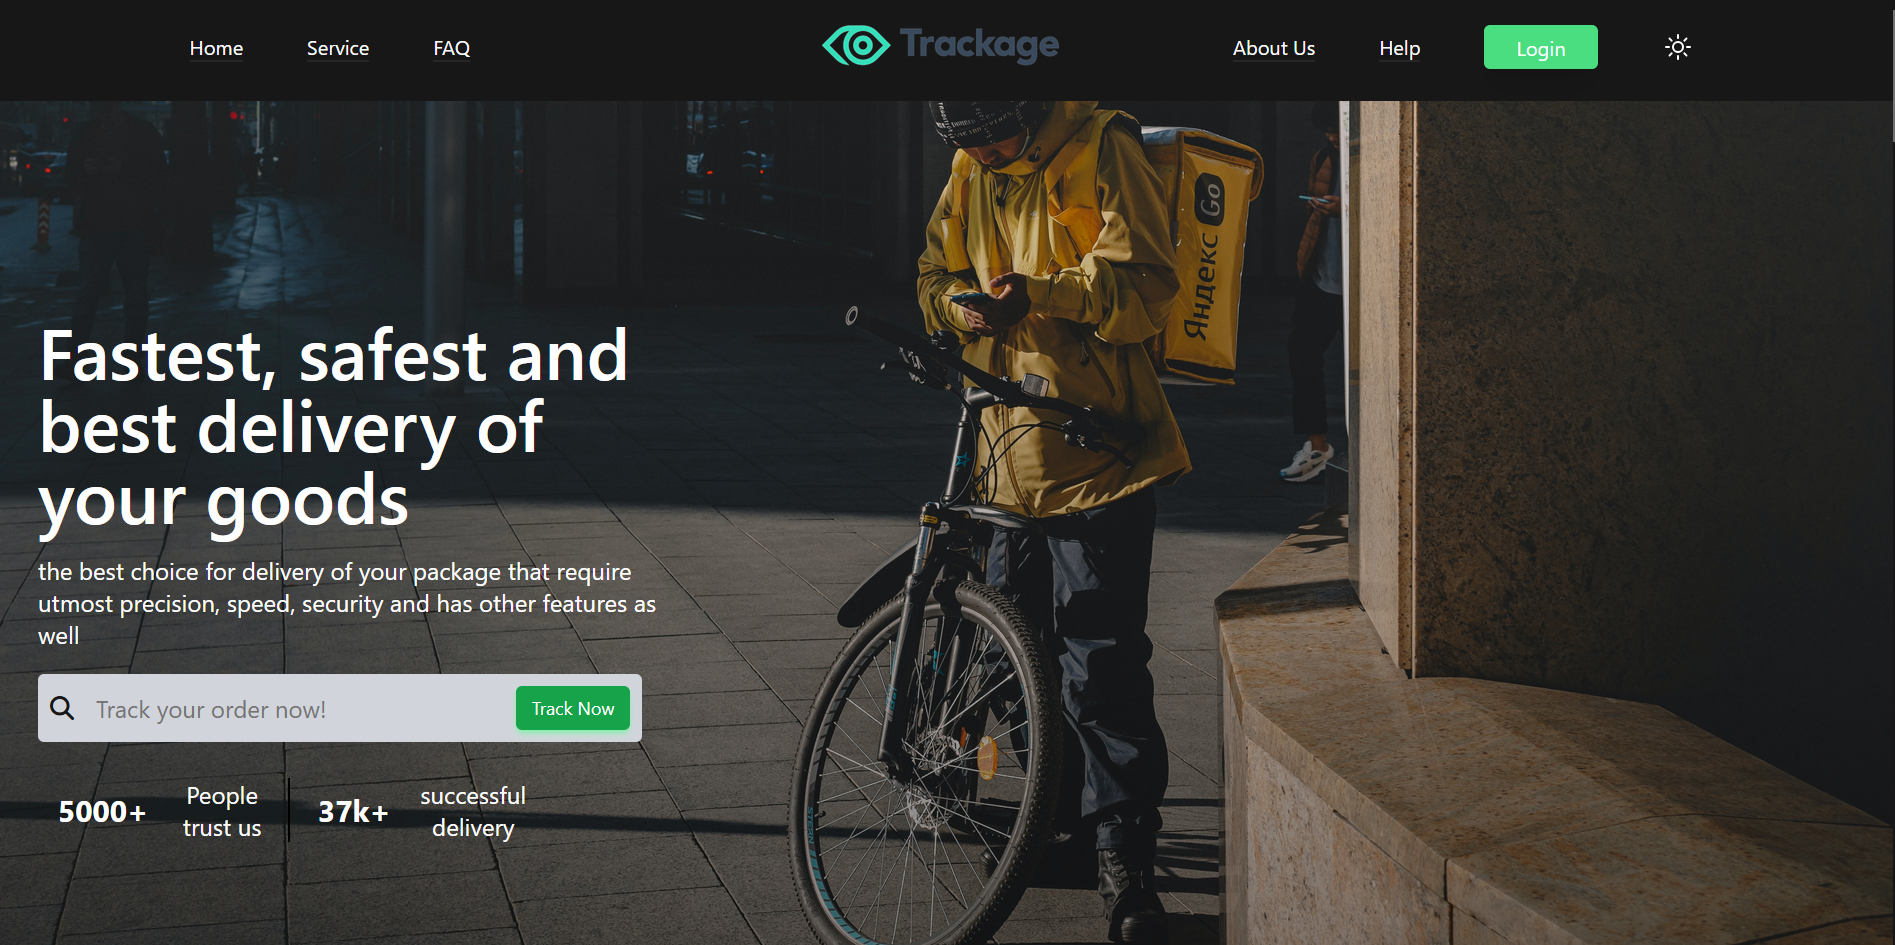 Home
Service
FAQ
Trackage
About Us
Help
Login
Go
Яндекс
Fastest, safest and
best delivery of
your goods
the best choice for delivery of your package that require
utmost precision, speed, security and has other features as
well
Track your order now!
Track Now
5000+
People
trust us
37k+
successful
delivery